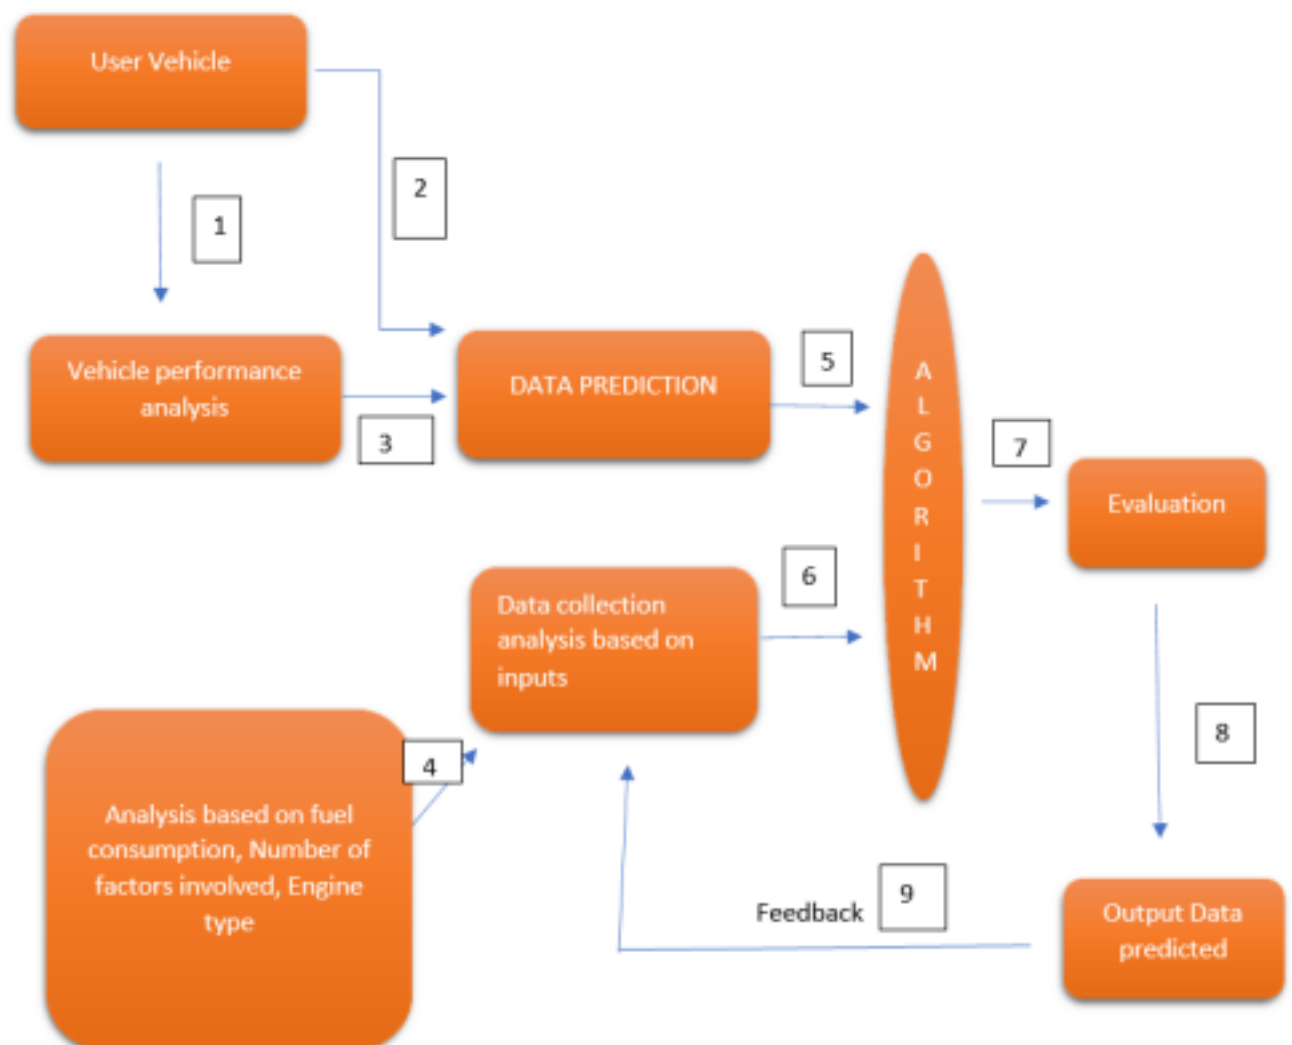 User Vehicle
2
1
Vehicle performance
analysis
3
DATA PREDICTION
5
A
L
G
O
R
I
T
H
M
7
Evaluation
Data collection
analysis based on
inputs
6
4
Analysis based on fuel
consumption, Number of
factors involved, Engine
type
8
Feedback
9
Output Data
predicted